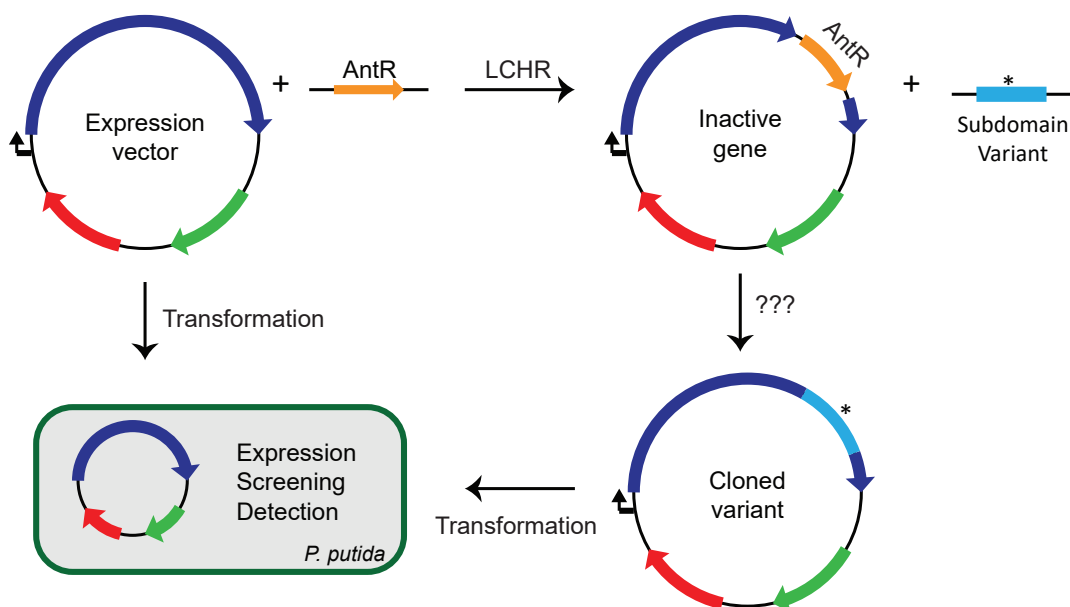 Expression
vector
+
AntR
LCHR
Inactive
gene
AntR
+
*
Subdomain
Variant
Transformation
???
Expression
Screening
Detection
P. putida
Transformation
Cloned
variant
*